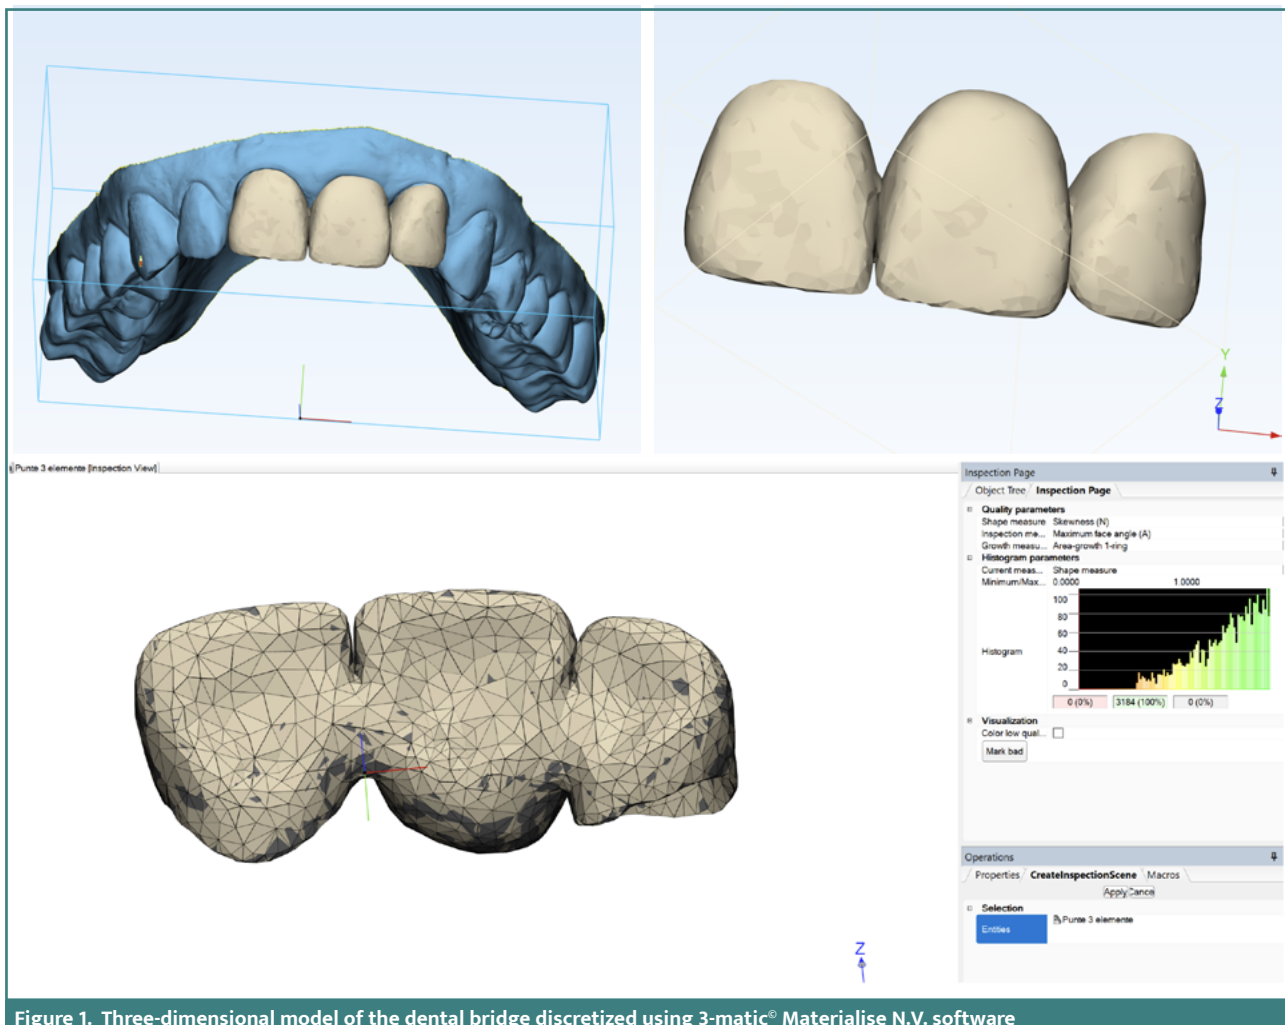 Y
Z
Punte 3 elemente [Inspection View]
Inspection Page
Object Tree Inspection Page
Quality parameters
Shape measure Skewness (N)
Inspection me... Maximum face angle (A)
Growth measu... Area-growth 1-ring
Histogram parameters
Current meas... Shape measure
Minimum/Max... 0.0000 1.0000
100
80
60
40
20
0
Histogram
0 (0%) 3184 (100%) 0 (0%)
Visualization
Color low qual...
Mark bad
Operations
Properties CreateInspectionScene Macros
Apply Cancel
Selection
Entities Punte 3 elemente
Z
Figure 1. Three-dimensional model of the dental bridge discretized using 3-matic© Materialise N.V. software